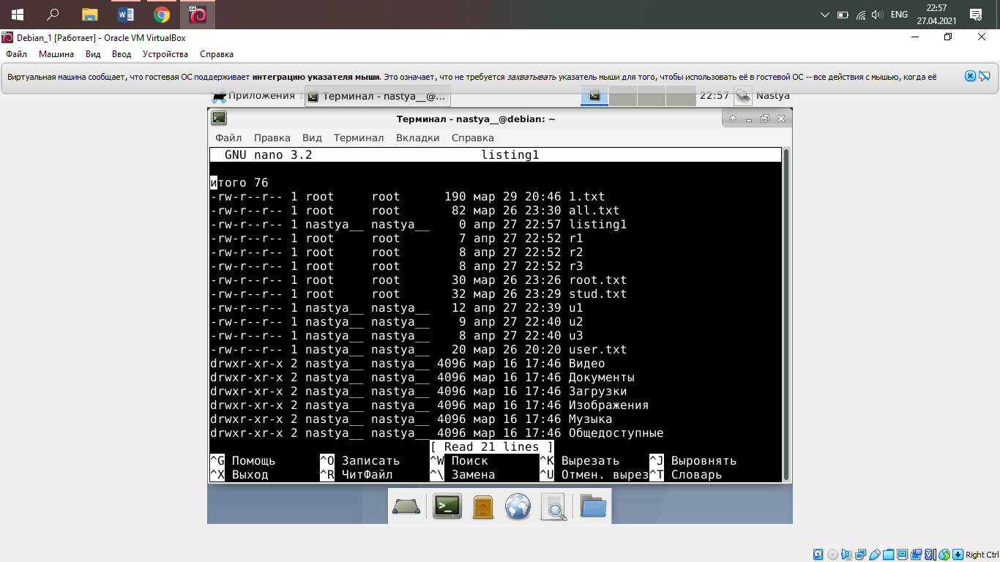 ENG
22:57
27.04.2021
Debian_1 [Работает] - Oracle VM VirtualBox
Файл Машина Вид Ввод Устройства Справка
Виртуальная машина сообщает, что гостевая ОС поддерживает интеграцию указателя мыши. Это означает, что не требуется захватывать указатель мыши для того, чтобы использовать её в гостевой ОС -- все действия с мышью, когда её
Приложения Терминал - nastya__@... 22:57 Nastya
Терминал - nastya__@debian: ~
Файл Правка Вид Терминал Вкладки Справка
GNU nano 3.2 listing1
итого 76
-rw-r--r-- 1 root root 190 мар 29 20:46 1.txt
-rw-r--r-- 1 root root 82 мар 26 23:30 all.txt
-rw-r--r-- 1 nastya__ nastya__ 0 апр 27 22:57 listing1
-rw-r--r-- 1 root root 7 апр 27 22:52 r1
-rw-r--r-- 1 root root 8 апр 27 22:52 r2
-rw-r--r-- 1 root root 8 апр 27 22:52 r3
-rw-r--r-- 1 root root 30 мар 26 23:26 root.txt
-rw-r--r-- 1 root root 32 мар 26 23:29 stud.txt
-rw-r--r-- 1 nastya__ nastya__ 12 апр 27 22:39 u1
-rw-r--r-- 1 nastya__ nastya__ 9 апр 27 22:40 u2
-rw-r--r-- 1 nastya__ nastya__ 8 апр 27 22:40 u3
-rw-r--r-- 1 nastya__ nastya__ 20 мар 26 20:20 user.txt
drwxr-xr-x 2 nastya__ nastya__ 4096 мар 16 17:46 Видео
drwxr-xr-x 2 nastya__ nastya__ 4096 мар 16 17:46 Документы
drwxr-xr-x 2 nastya__ nastya__ 4096 мар 16 17:46 Загрузки
drwxr-xr-x 2 nastya__ nastya__ 4096 мар 16 17:46 Изображения
drwxr-xr-x 2 nastya__ nastya__ 4096 мар 16 17:46 Музыка
drwxr-xr-x 2 nastya__ nastya__ 4096 мар 16 17:46 Общедоступные
[ Read 21 lines ]
^G Помощь ^O Записать ^W Поиск ^K Вырезать ^J Выровнять
^X Выход ^R ЧитФайл ^\ Замена ^U Отмен. вырез ^T Словарь
Right Ctrl